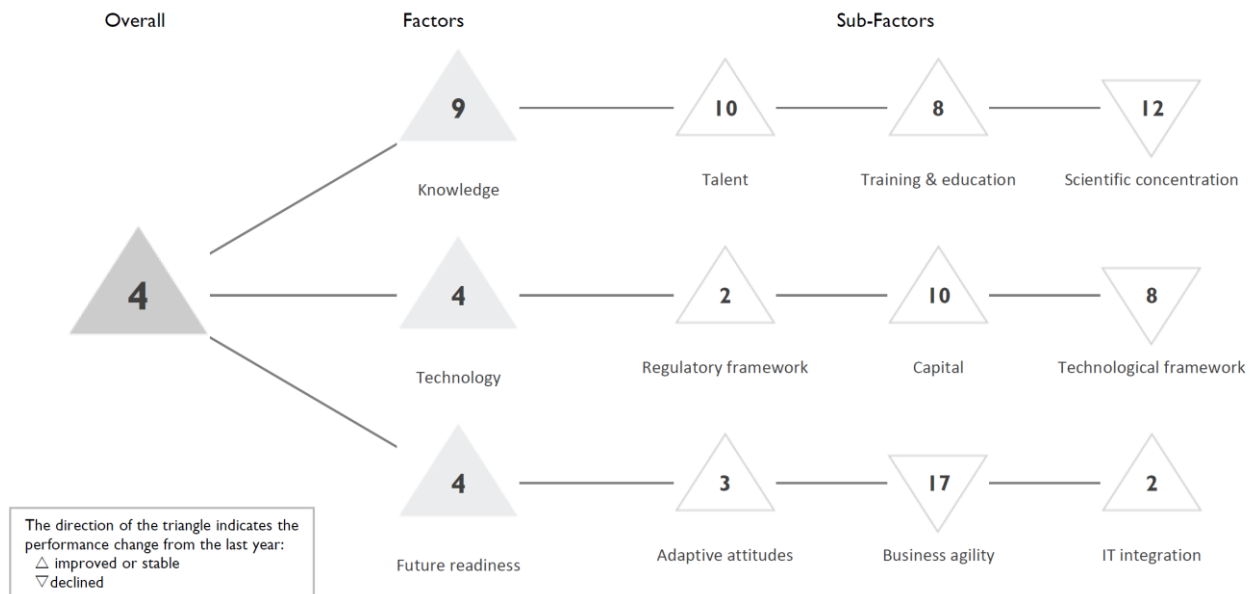 Overall
Factors
Sub-Factors
9
10
8
12
Knowledge
Talent
Training & education
Scientific concentration
4
4
2
10
8
Technology
Regulatory framework
Capital
Technological framework
4
3
17
2
Future readiness
Adaptive attitudes
Business agility
IT integration
The direction of the triangle indicates the
performance change from the last year:
△ improved or stable
▽ declined